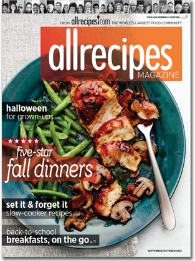 FROM allrecipes.com THE WORLD'S LARGEST FOOD COMMUNITY
allrecipes
MAGAZINE
halloween
for grown-ups
five-star
fall dinners
set it & forget it
slow-cooker recipes
back-to-school
breakfasts, on the go